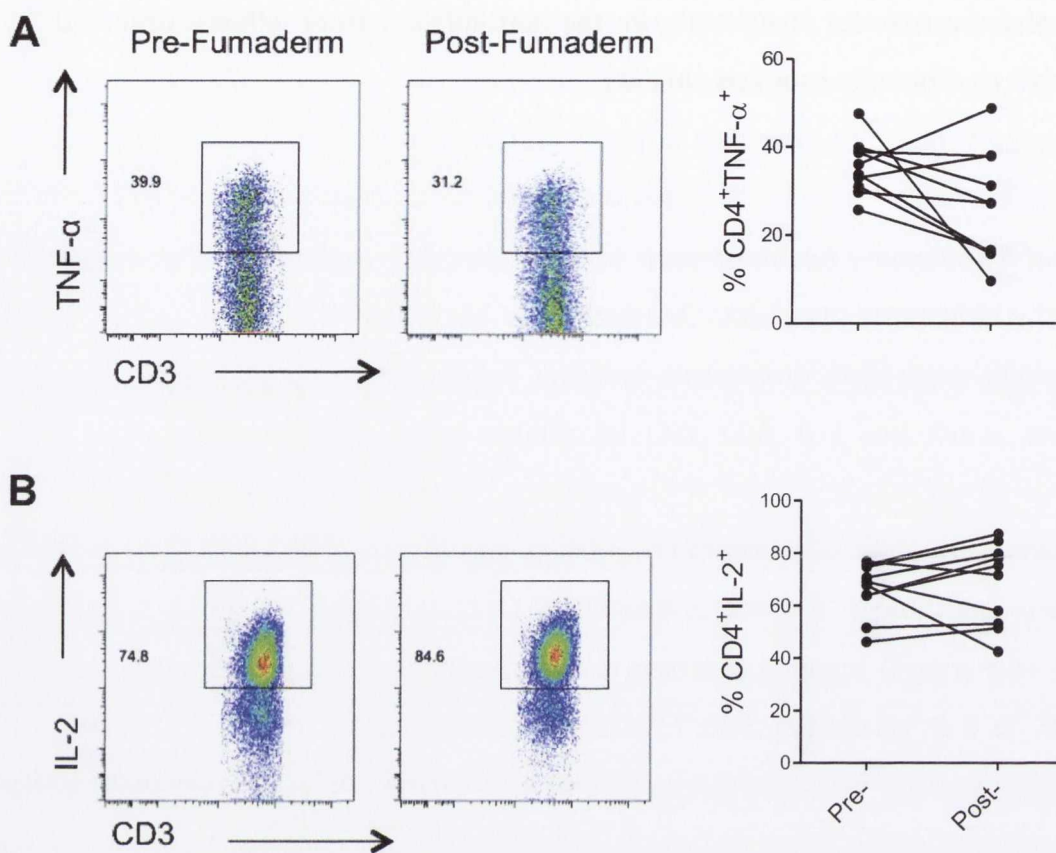 A
Pre-Fumaderm
Post-Fumaderm
TNF-α
39.9
31.2
CD3
% CD4⁺TNF-α⁺
60
40
20
0
B
IL-2
74.8
84.6
CD3
% CD4⁺IL-2⁺
100
80
60
40
20
0
Pre-
Post-